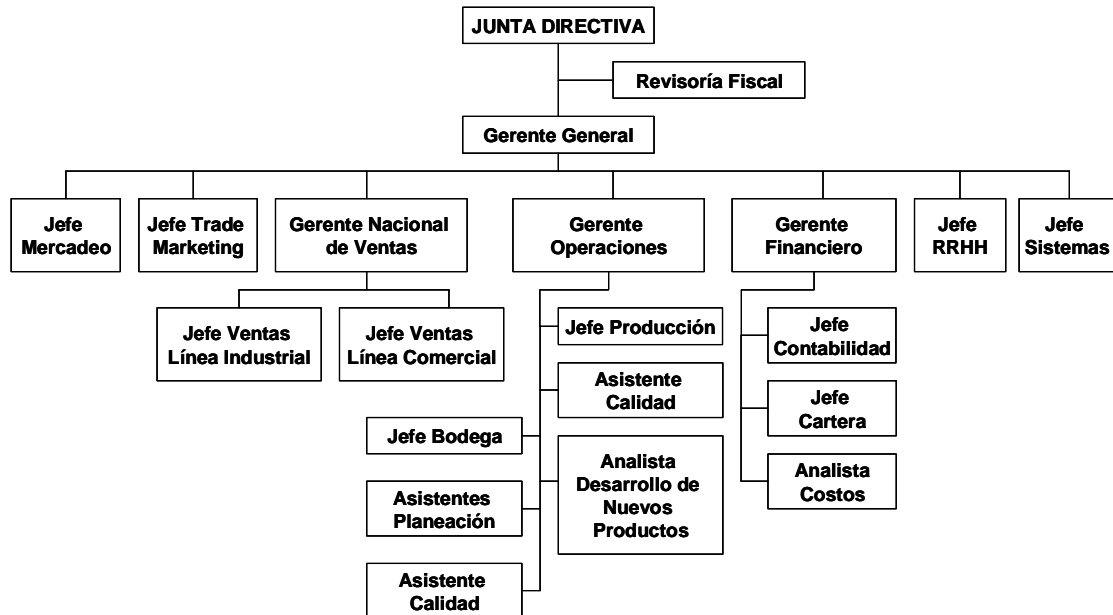 JUNTA DIRECTIVA
Revisoría Fiscal
Gerente General
Jefe
Mercadeo
Jefe Trade
Marketing
Gerente Nacional
de Ventas
Gerente
Operaciones
Gerente
Financiero
Jefe
RRHH
Jefe
Sistemas
Jefe Ventas
Línea Industrial
Jefe Ventas
Línea Comercial
Jefe Producción
Asistente
Calidad
Jefe Bodega
Analista
Desarrollo de
Nuevos
Productos
Asistentes
Planeación
Asistente
Calidad
Jefe
Contabilidad
Jefe
Cartera
Analista
Costos